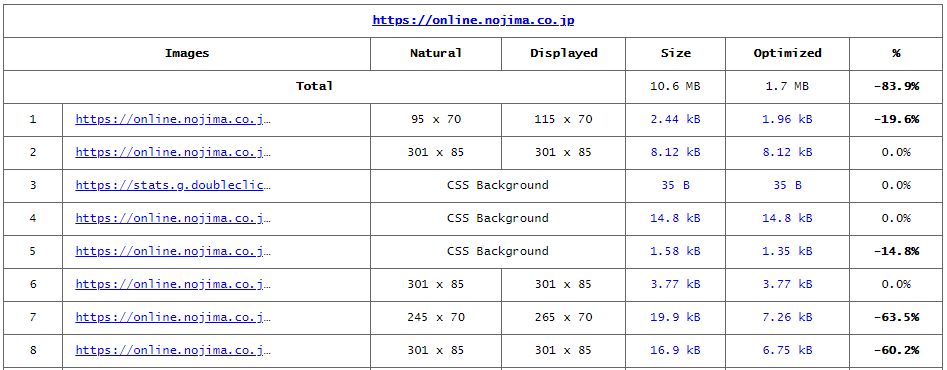 https://online.nojima.co.jp
Images Natural Displayed Size Optimized %
Total 10.6 MB 1.7 MB -83.9%
1 https://online.nojima.co.j… 95 x 70 115 x 70 2.44 kB 1.96 kB -19.6%
2 https://online.nojima.co.j… 301 x 85 301 x 85 8.12 kB 8.12 kB 0.0%
3 https://stats.g.doubleclic… CSS Background 35 B 35 B 0.0%
4 https://online.nojima.co.j… CSS Background 14.8 kB 14.8 kB 0.0%
5 https://online.nojima.co.j… CSS Background 1.58 kB 1.35 kB -14.8%
6 https://online.nojima.co.j… 301 x 85 301 x 85 3.77 kB 3.77 kB 0.0%
7 https://online.nojima.co.j… 245 x 70 265 x 70 19.9 kB 7.26 kB -63.5%
8 https://online.nojima.co.j… 301 x 85 301 x 85 16.9 kB 6.75 kB -60.2%